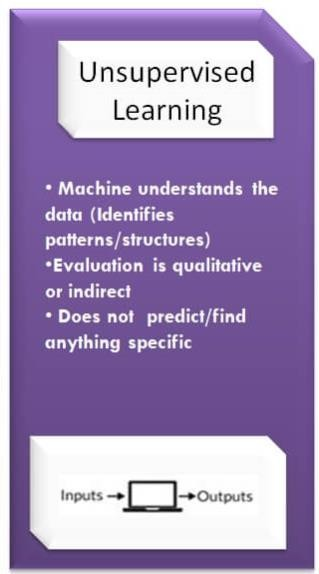 Unsupervised
Learning
• Machine understands the
data (Identifies
patterns/structures)
•Evaluation is qualitative
or indirect
• Does not predict/find
anything specific
Inputs → → Outputs